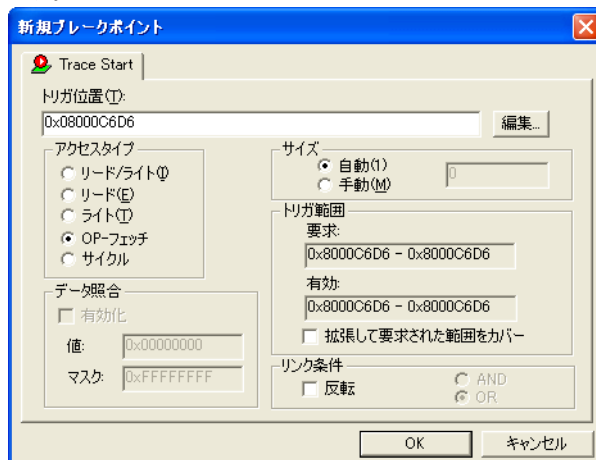 新規ブレークポイント
Trace Start
トリガ位置(T):
0x08000C6D6
編集...
アクセスタイプ
リード/ライト(I)
リード(E)
ライト(T)
OP-フェッチ
サイクル
サイズ
自動(1)
手動(M)
0
トリガ範囲
要求:
0x8000C6D6 - 0x8000C6D6
有効:
0x8000C6D6 - 0x8000C6D6
拡張して要求された範囲をカバー
データ照合
有効化
値: 0x00000000
マスク: 0xFFFFFFFF
リンク条件
反転
AND
OR
OK
キャンセル